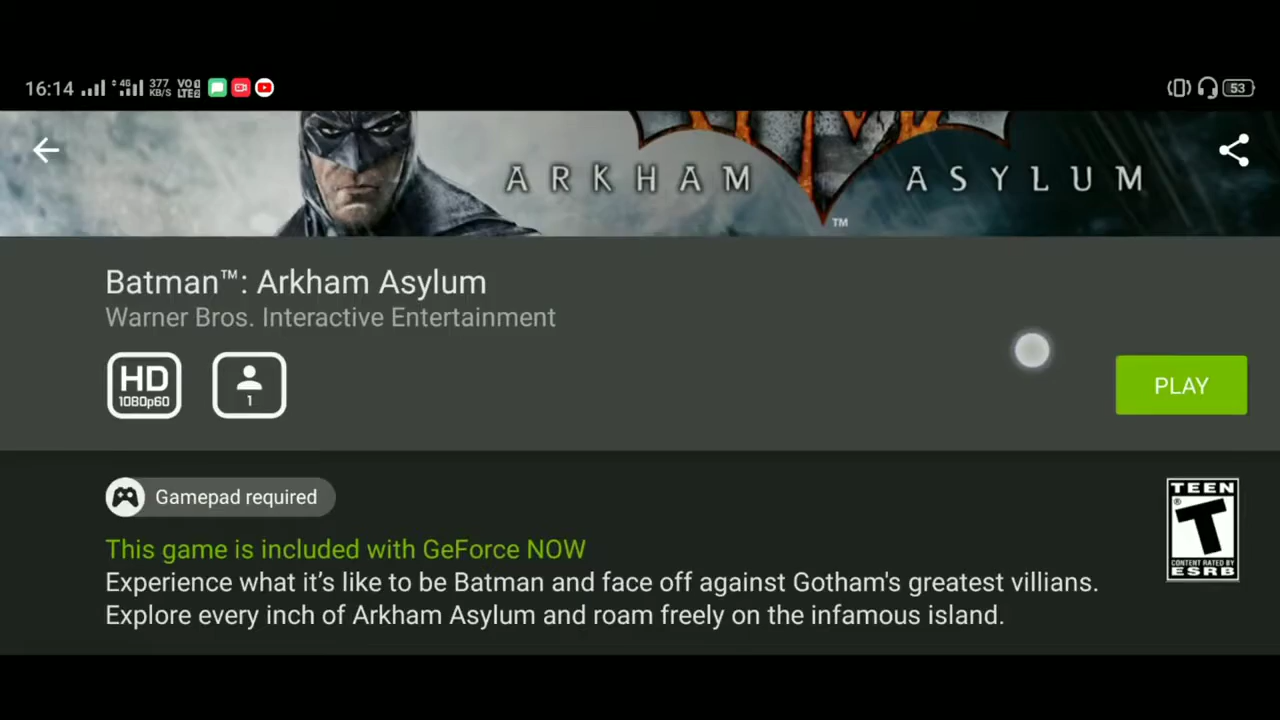 16:14 4G 377 KB/S VO LTE 53
ARKHAM ASYLUM
TM
Batman™: Arkham Asylum
Warner Bros. Interactive Entertainment
HD 1080p60 1
PLAY
Gamepad required
TEEN
T
®
CONTENT RATED BY
ESRB
This game is included with GeForce NOW
Experience what it’s like to be Batman and face off against Gotham's greatest villians.
Explore every inch of Arkham Asylum and roam freely on the infamous island.